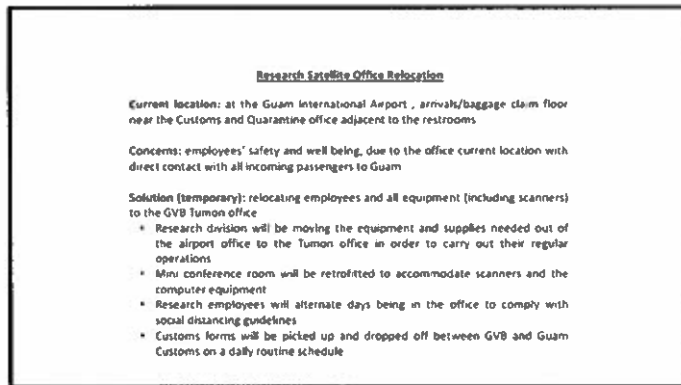 Research Satellite Office Relocation
Current location: at the Guam International Airport , arrivals/baggage claim floor
near the Customs and Quarantine office adjacent to the restrooms
Concerns: employees' safety and well being, due to the office current location with
direct contact with all incoming passengers to Guam
Solution (temporary): relocating employees and all equipment (including scanners)
to the GVB Tumon office
• Research division will be moving the equipment and supplies needed out of
the airport office to the Tumon office in order to carry out their regular
operations
• Mini conference room will be retrofitted to accommodate scanners and the
computer equipment
• Research employees will alternate days being in the office to comply with
social distancing guidelines
• Customs forms will be picked up and dropped off between GVB and Guam
Customs on a daily routine schedule